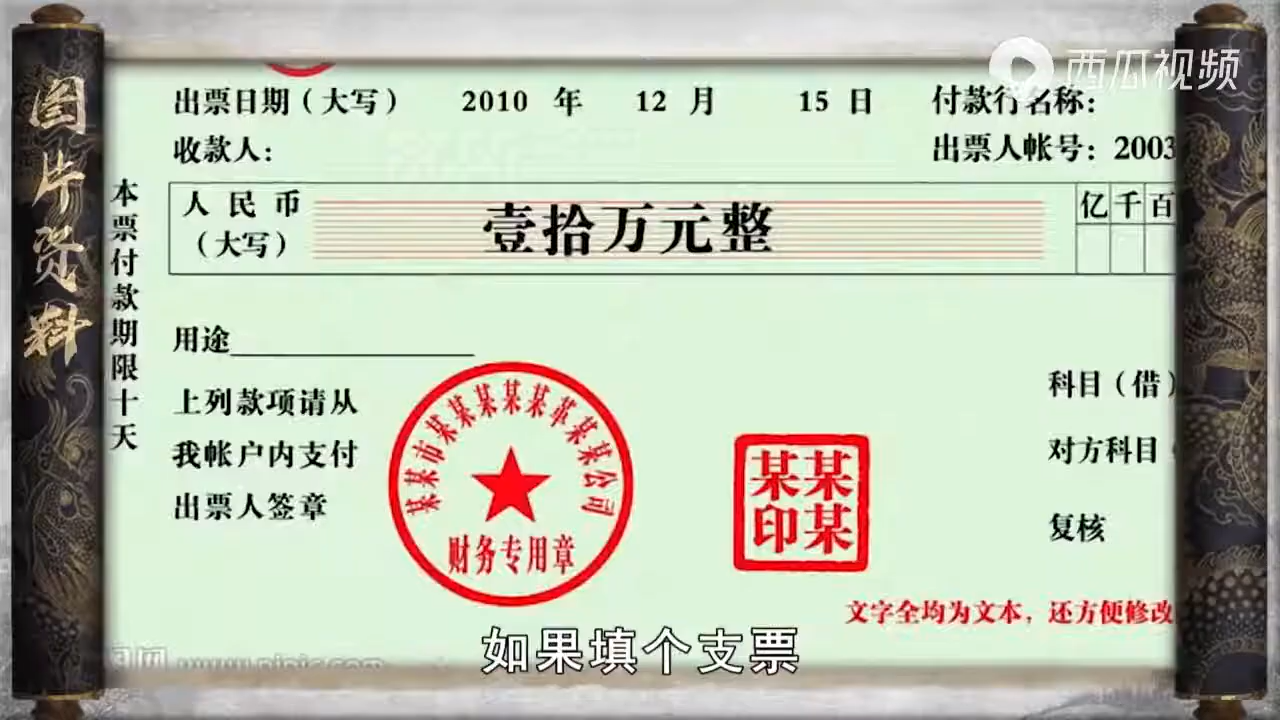 图片资料
西瓜视频
出票日期（大写） 2010 年 12 月 15 日 付款行名称：
收款人： 出票人帐号：2003
本票付款期限十天
人民币（大写） 壹拾万元整 亿千百
用途
上列款项请从
我帐户内支付
出票人签章
某某市某某某某某革某某公司
财务专用章
某某
印某
科目（借）
对方科目
复核
文字全均为文本，还方便修改
如果填个支票